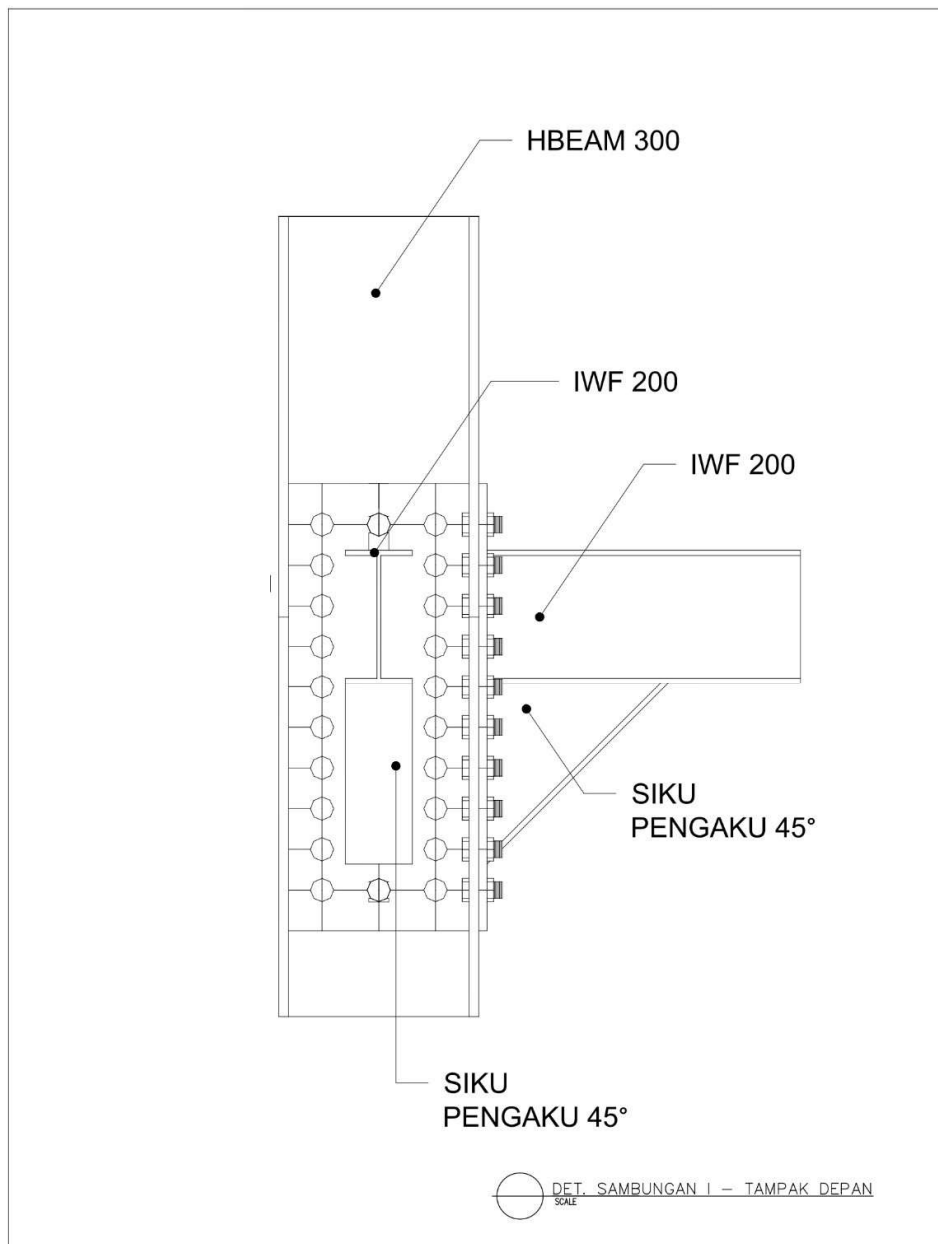 HBEAM 300
IWF 200
IWF 200
SIKU
PENGAKU 45°
SIKU
PENGAKU 45°
DET. SAMBUNGAN I – TAMPAK DEPAN
SCALE